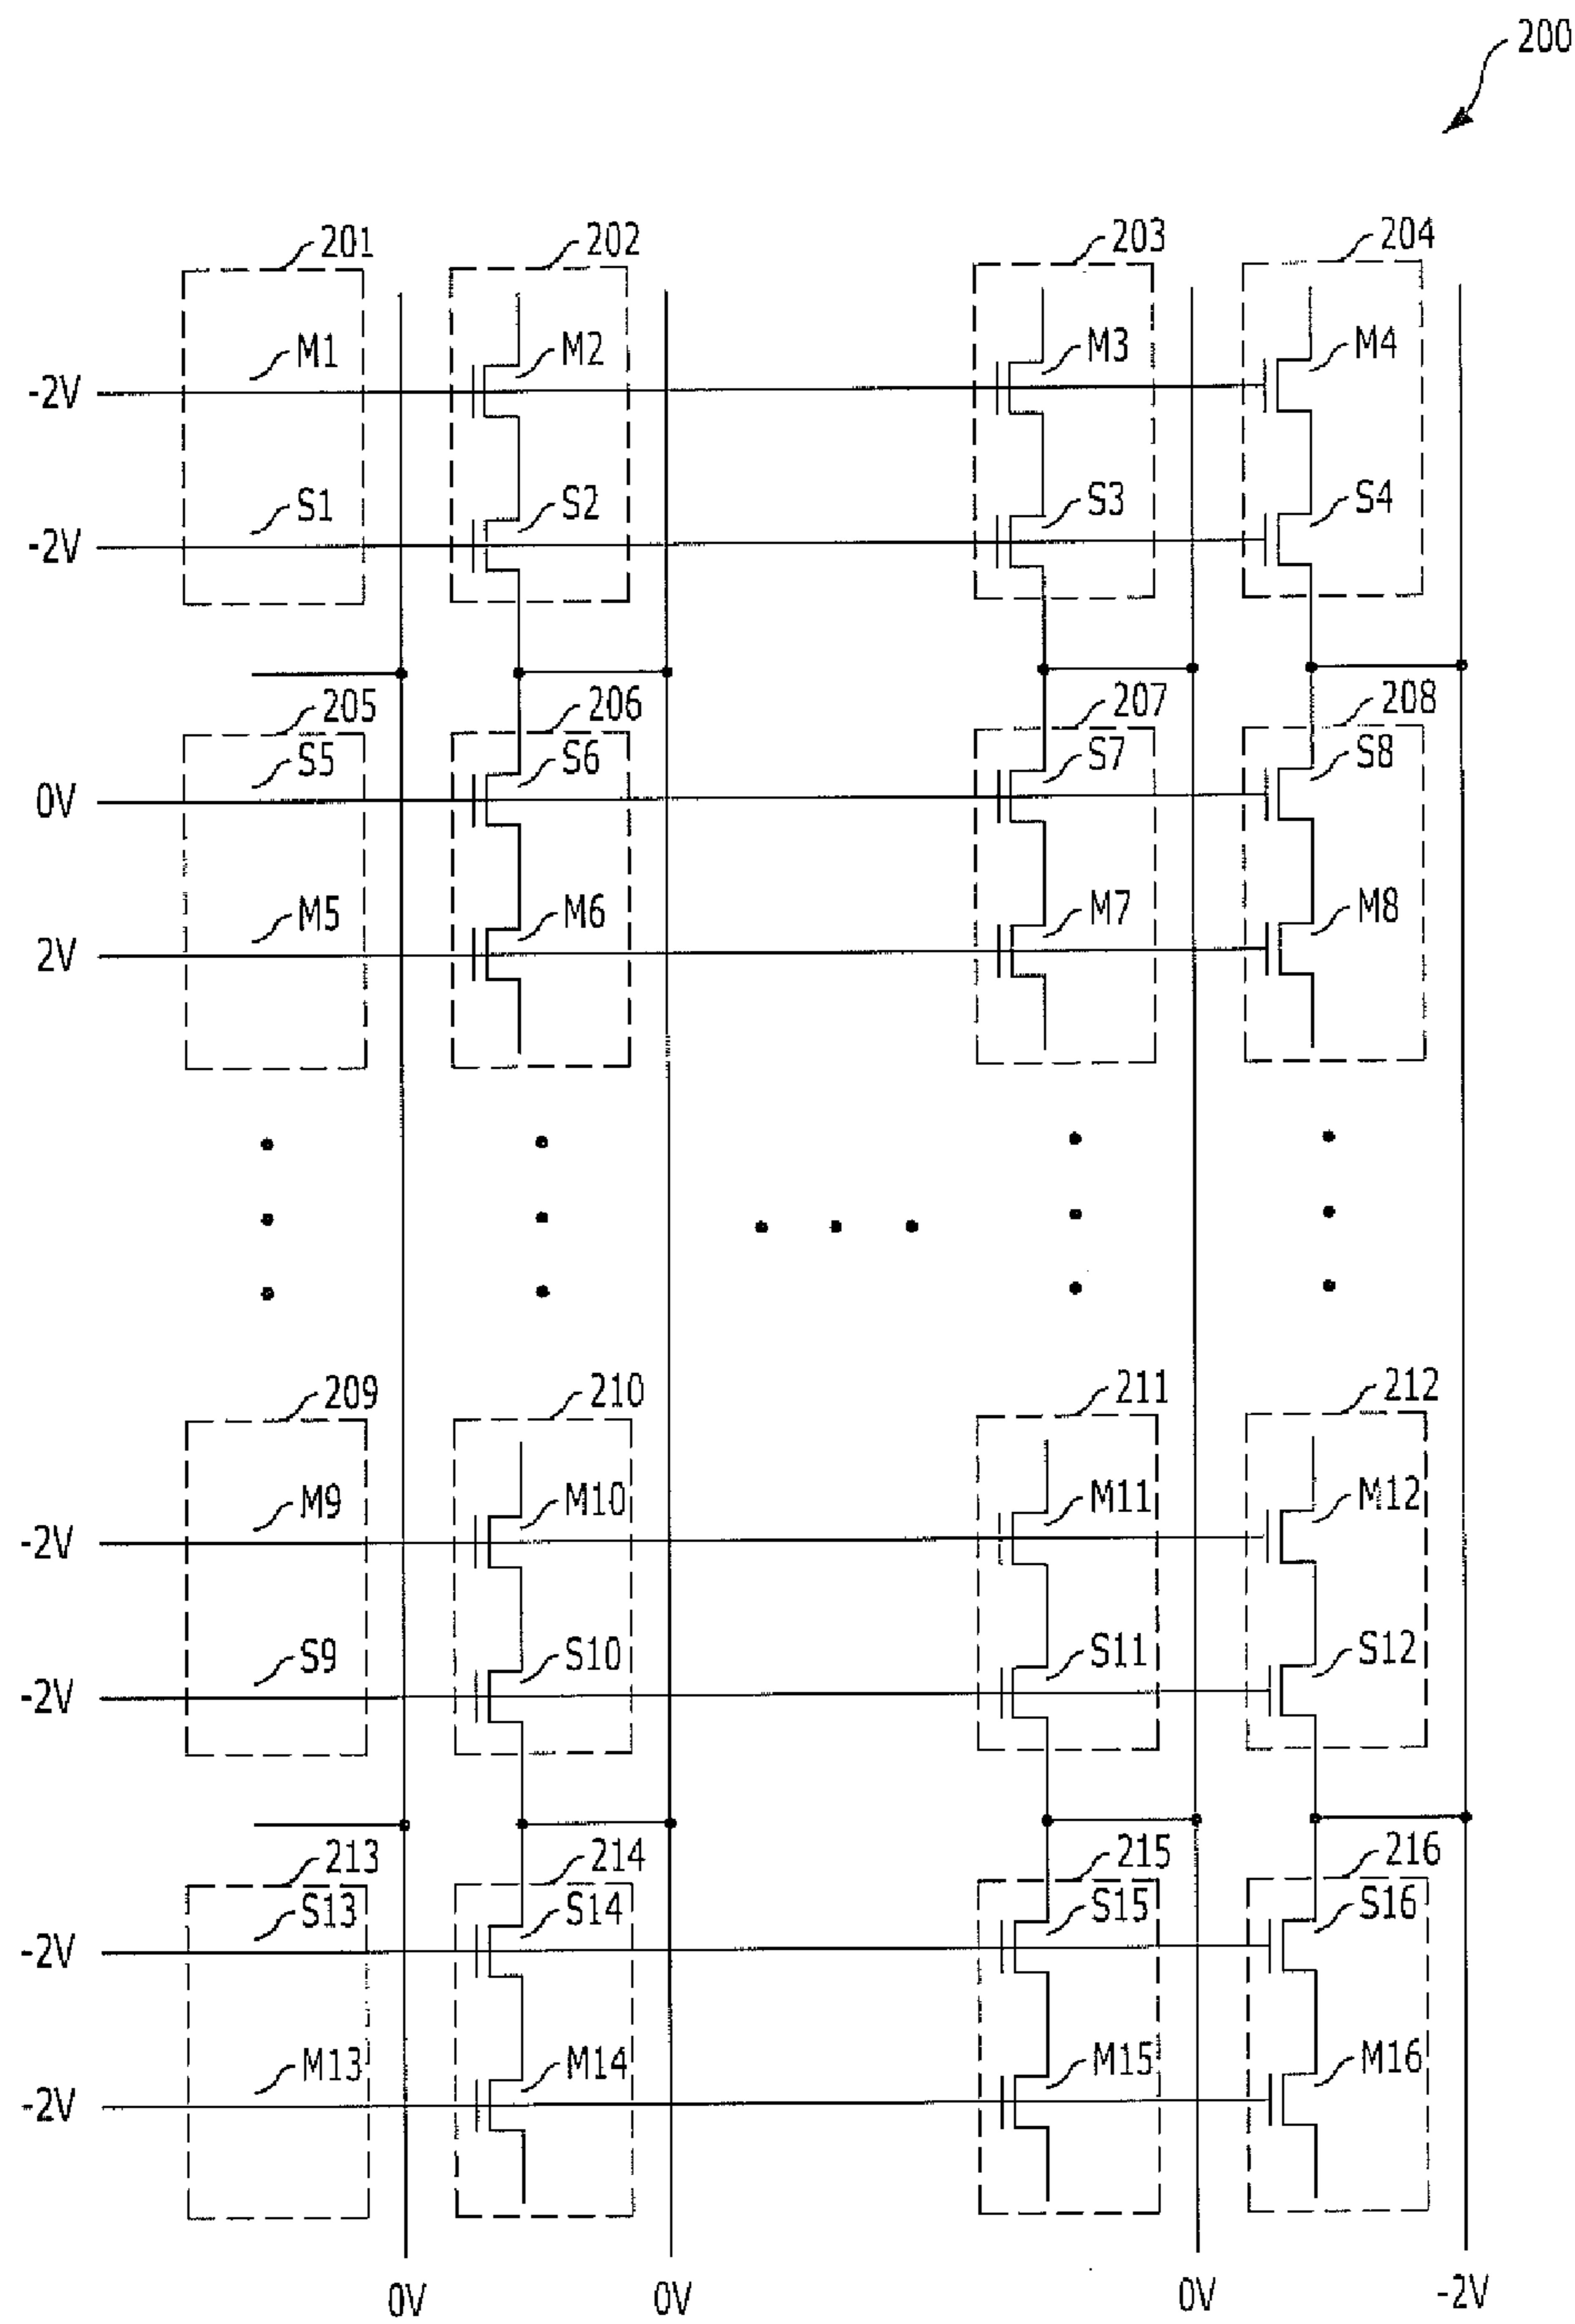 200
201 202 203 204
M1 M2 M3 M4
-2V
S1 S2 S3 S4
-2V
205 206 207 208
S5 S6 S7 S8
0V
M5 M6 M7 M8
2V
209 210 211 212
M9 M10 M11 M12
-2V
S9 S10 S11 S12
-2V
213 214 215 216
S13 S14 S15 S16
-2V
M13 M14 M15 M16
-2V
0V 0V 0V -2V